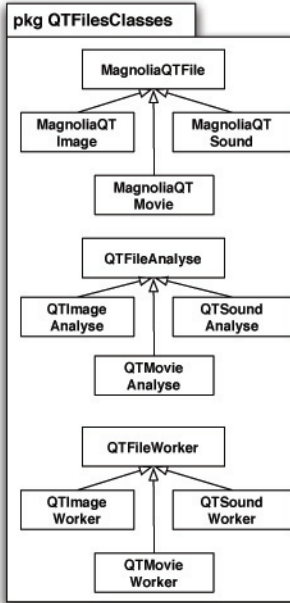 pkg QTFilesClasses
MagnoliaQTFile
MagnoliaQT
Image
MagnoliaQT
Sound
MagnoliaQT
Movie
QTFileAnalyse
QTImage
Analyse
QTSound
Analyse
QTMovie
Analyse
QTFileWorker
QTImage
Worker
QTSound
Worker
QTMovie
Worker